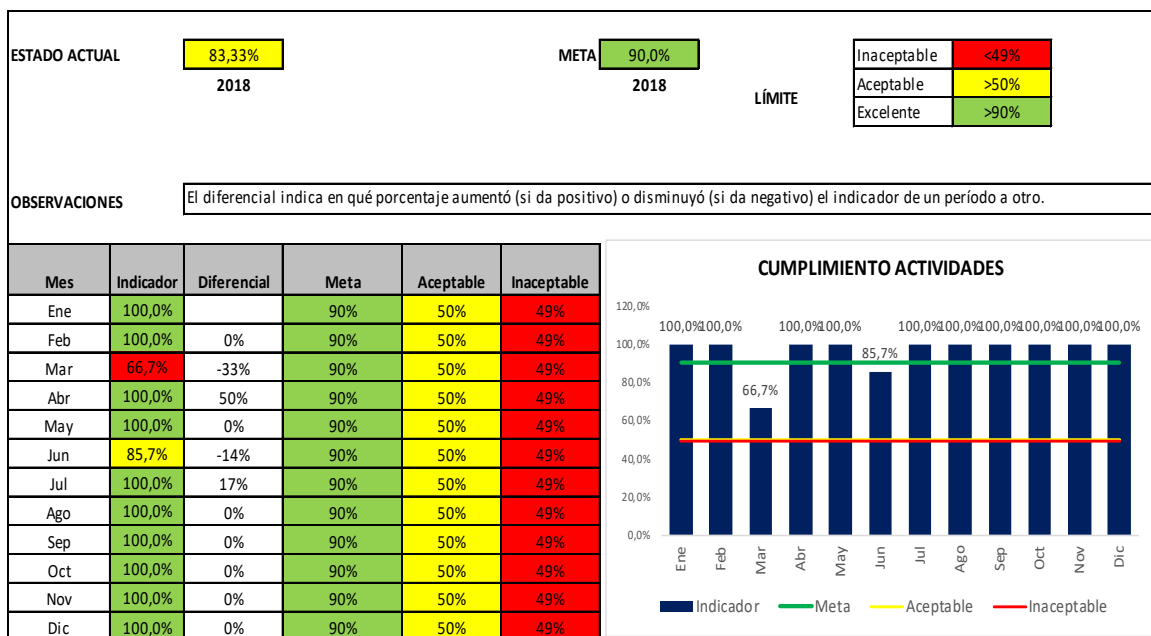 ESTADO ACTUAL 83,33% META 90,0% Inaceptable <49%
2018 2018 LÍMITE Aceptable >50%
Excelente >90%
OBSERVACIONES El diferencial indica en qué porcentaje aumentó (si da positivo) o disminuyó (si da negativo) el indicador de un período a otro.
Mes Indicador Diferencial Meta Aceptable Inaceptable
Ene 100,0% 90% 50% 49%
Feb 100,0% 0% 90% 50% 49%
Mar 66,7% -33% 90% 50% 49%
Abr 100,0% 50% 90% 50% 49%
May 100,0% 0% 90% 50% 49%
Jun 85,7% -14% 90% 50% 49%
Jul 100,0% 17% 90% 50% 49%
Ago 100,0% 0% 90% 50% 49%
Sep 100,0% 0% 90% 50% 49%
Oct 100,0% 0% 90% 50% 49%
Nov 100,0% 0% 90% 50% 49%
Dic 100,0% 0% 90% 50% 49%
CUMPLIMIENTO ACTIVIDADES
120,0%
100,0% 100,0% 100,0% 100,0% 100,0% 100,0% 100,0% 100,0% 100,0% 100,0%
100,0%
85,7%
80,0%
66,7%
60,0%
40,0%
20,0%
0,0%
Ene Feb Mar Abr May Jun Jul Ago Sep Oct Nov Dic
Indicador Meta Aceptable Inaceptable